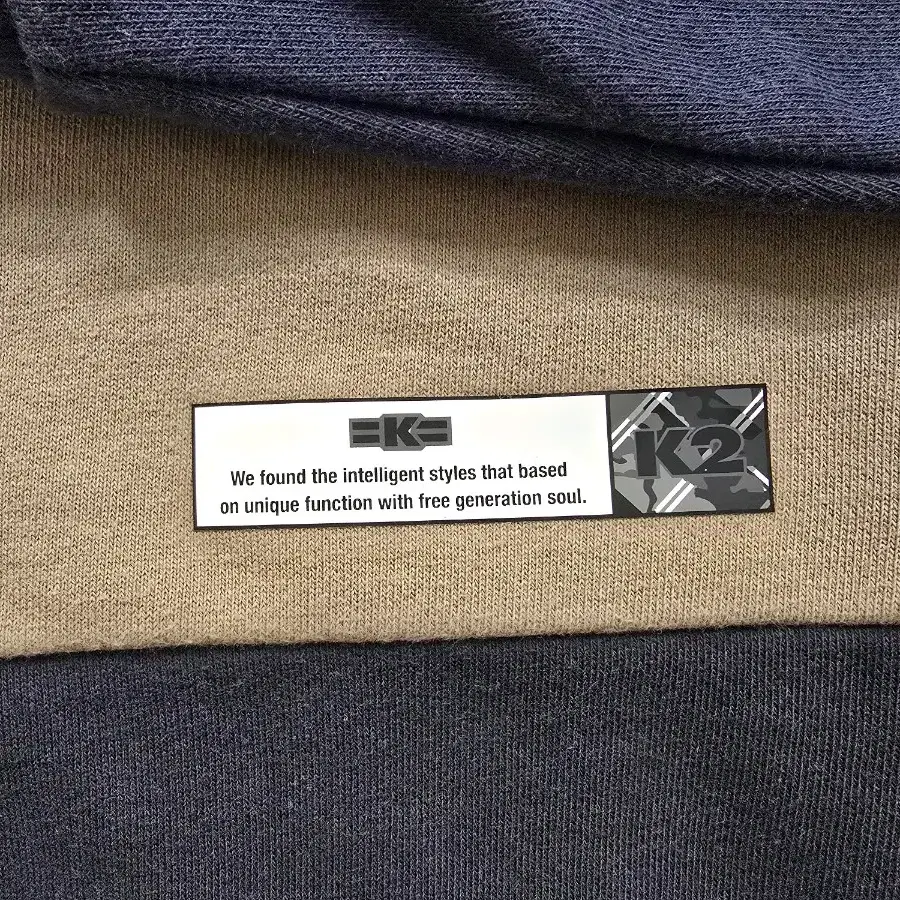 K
We found the intelligent styles that based
on unique function with free generation soul.
K2